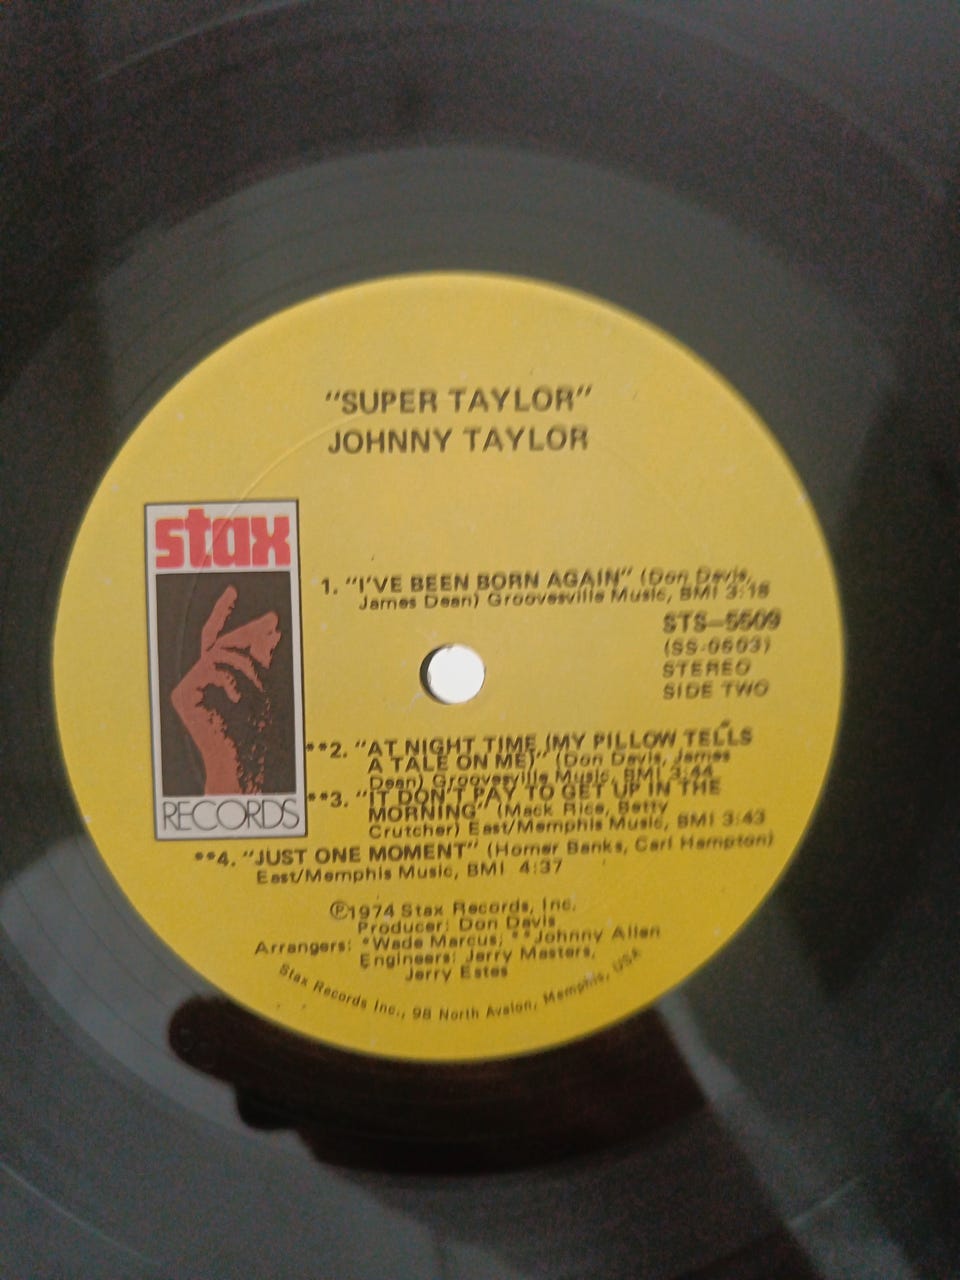 "SUPER TAYLOR"
JOHNNY TAYLOR
stax
RECORDS
1. "I'VE BEEN BORN AGAIN" (Don Davis,
James Dean) Groovesville Music, BMI 3:18
STS-5509
(SS-0603)
STEREO
SIDE TWO
**2. "AT NIGHT TIME (MY PILLOW TELLS
A TALE ON ME)" (Don Davis, James
Dean) Groovesville Music, BMI 3:44
**3. "IT DON'T PAY TO GET UP IN THE
MORNING" (Mack Rice, Betty
Crutcher) East/Memphis Music, BMI 3:43
**4. "JUST ONE MOMENT" (Homer Banks, Carl Hampton)
East/Memphis Music, BMI 4:37
Ⓟ1974 Stax Records, Inc.
Producer: Don Davis
Arrangers: *Wade Marcus; **Johnny Allen
Engineers: Jerry Masters,
Jerry Estes
Stax Records Inc., 98 North Avalon, Memphis, USA